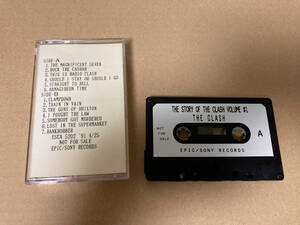 SIDE-A
1.THE MAGNIFICENT SEVEN
2.ROCK THE CASBAH
3.THIS IS RADIO CLASH
4.SHOULD I STAY OR SHOULD I GO
5.STRAIGHT TO HELL
6.ARMAGIDEON TIME
SIDE-B
1.CLAMPDOWN
2.TRAIN IN VAIN
3.THE GUNS OF BRIXTON
4.I FOUGHT THE LAW
5.SOMEBODY GOT MURDERED
6.LOST IN THE SUPERMARKET
7.BANKROBBER
ESCA 5202 '91 4/25
NOT FOR SALE
EPIC/SONY RECORDS
THE STORY OF THE CLASH VOLUME #1
THE CLASH
NOT FOR SALE
A
EPIC/SONY RECORDS